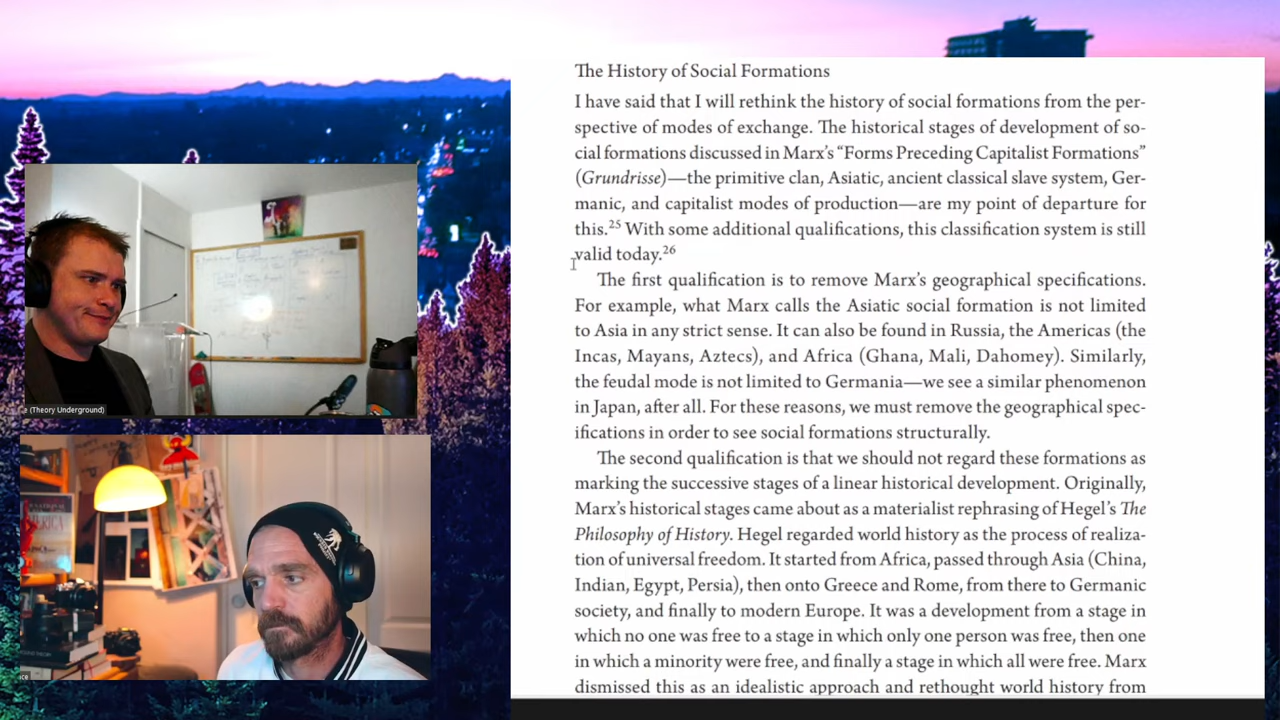 The History of Social Formations
I have said that I will rethink the history of social formations from the per-
spective of modes of exchange. The historical stages of development of so-
cial formations discussed in Marx’s “Forms Preceding Capitalist Formations”
(Grundrisse)—the primitive clan, Asiatic, ancient classical slave system, Ger-
manic, and capitalist modes of production—are my point of departure for
this.25 With some additional qualifications, this classification system is still
valid today.26
The first qualification is to remove Marx’s geographical specifications.
For example, what Marx calls the Asiatic social formation is not limited
to Asia in any strict sense. It can also be found in Russia, the Americas (the
Incas, Mayans, Aztecs), and Africa (Ghana, Mali, Dahomey). Similarly,
the feudal mode is not limited to Germania—we see a similar phenomenon
in Japan, after all. For these reasons, we must remove the geographical spec-
ifications in order to see social formations structurally.
The second qualification is that we should not regard these formations as
marking the successive stages of a linear historical development. Originally,
Marx’s historical stages came about as a materialist rephrasing of Hegel’s The
Philosophy of History. Hegel regarded world history as the process of realiza-
tion of universal freedom. It started from Africa, passed through Asia (China,
Indian, Egypt, Persia), then onto Greece and Rome, from there to Germanic
society, and finally to modern Europe. It was a development from a stage in
which no one was free to a stage in which only one person was free, then one
in which a minority were free, and finally a stage in which all were free. Marx
dismissed this as an idealistic approach and rethought world history from
e (Theory Underground)